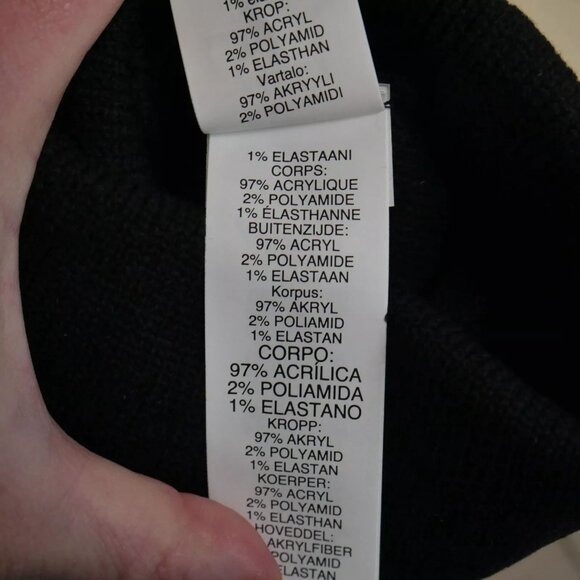 1%
KROP:
97% ACRYL
2% POLYAMID
1% ELASTHAN
Vartalo:
97% AKRYYLI
2% POLYAMIDI
1% ELASTAANI
CORPS:
97% ACRYLIQUE
2% POLYAMIDE
1% ÉLASTHANNE
BUITENZIJDE:
97% ACRYL
2% POLYAMIDE
1% ELASTAAN
Korpus:
97% AKRYL
2% POLIAMID
1% ELASTAN
CORPO:
97% ACRÍLICA
2% POLIAMIDA
1% ELASTANO
KROPP:
97% AKRYL
2% POLYAMID
1% ELASTAN
KOERPER:
97% ACRYL
2% POLYAMID
1% ELASTHAN
HOVEDDEL:
AKRYLFIBER
POLYAMID
ELASTAN